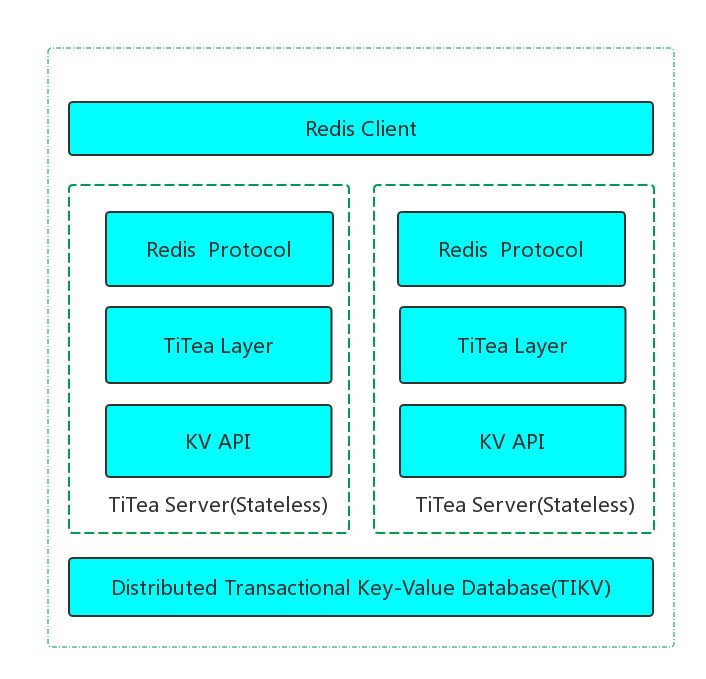 Redis Client
Redis  Protocol
TiTea Layer
KV API
TiTea Server(Stateless)
Redis  Protocol
TiTea Layer
KV API
TiTea Server(Stateless)
Distributed Transactional Key-Value Database(TIKV)